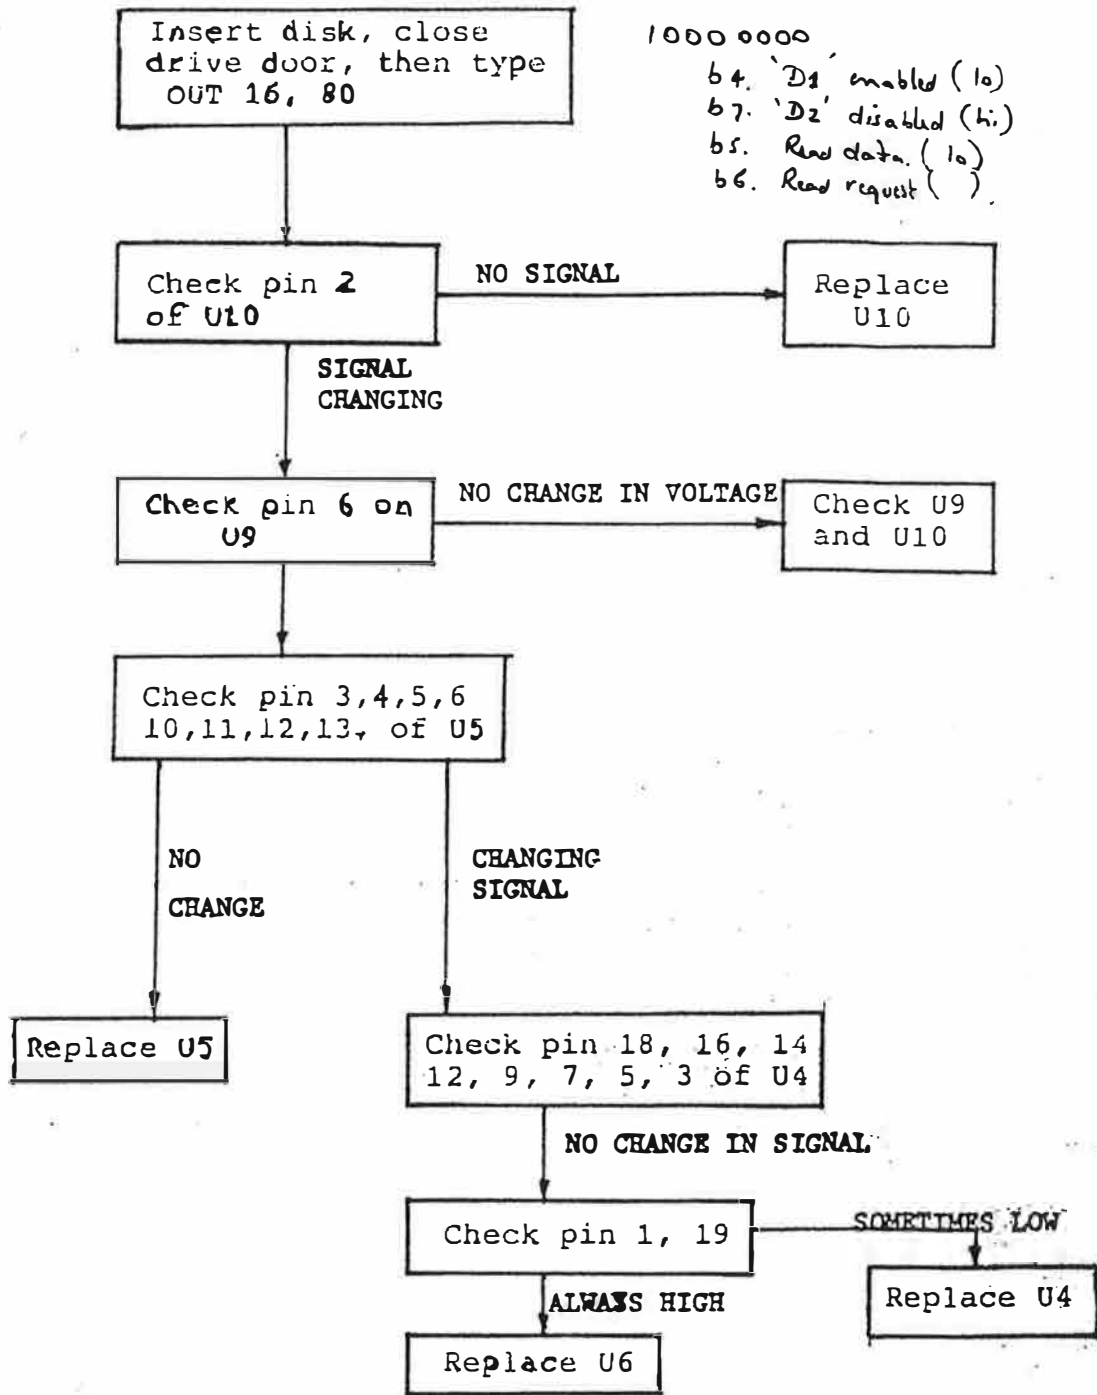 Insert disk, close
drive door, then type
OUT 16, 80
10000000
b4. 'D1' enabled (lo)
b7. 'D2' disabled (hi.)
b5. Read data. (lo)
b6. Read request ( ).
Check pin 2
of U10
NO SIGNAL
Replace
U10
SIGNAL
CHANGING
Check pin 6 on
U9
NO CHANGE IN VOLTAGE
Check U9
and U10
Check pin 3,4,5,6
10,11,12,13, of U5
NO
CHANGE
CHANGING
SIGNAL
Replace U5
Check pin 18, 16, 14
12, 9, 7, 5, 3 of U4
NO CHANGE IN SIGNAL
Check pin 1, 19
SOMETIMES LOW
Replace U4
ALWAYS HIGH
Replace U6